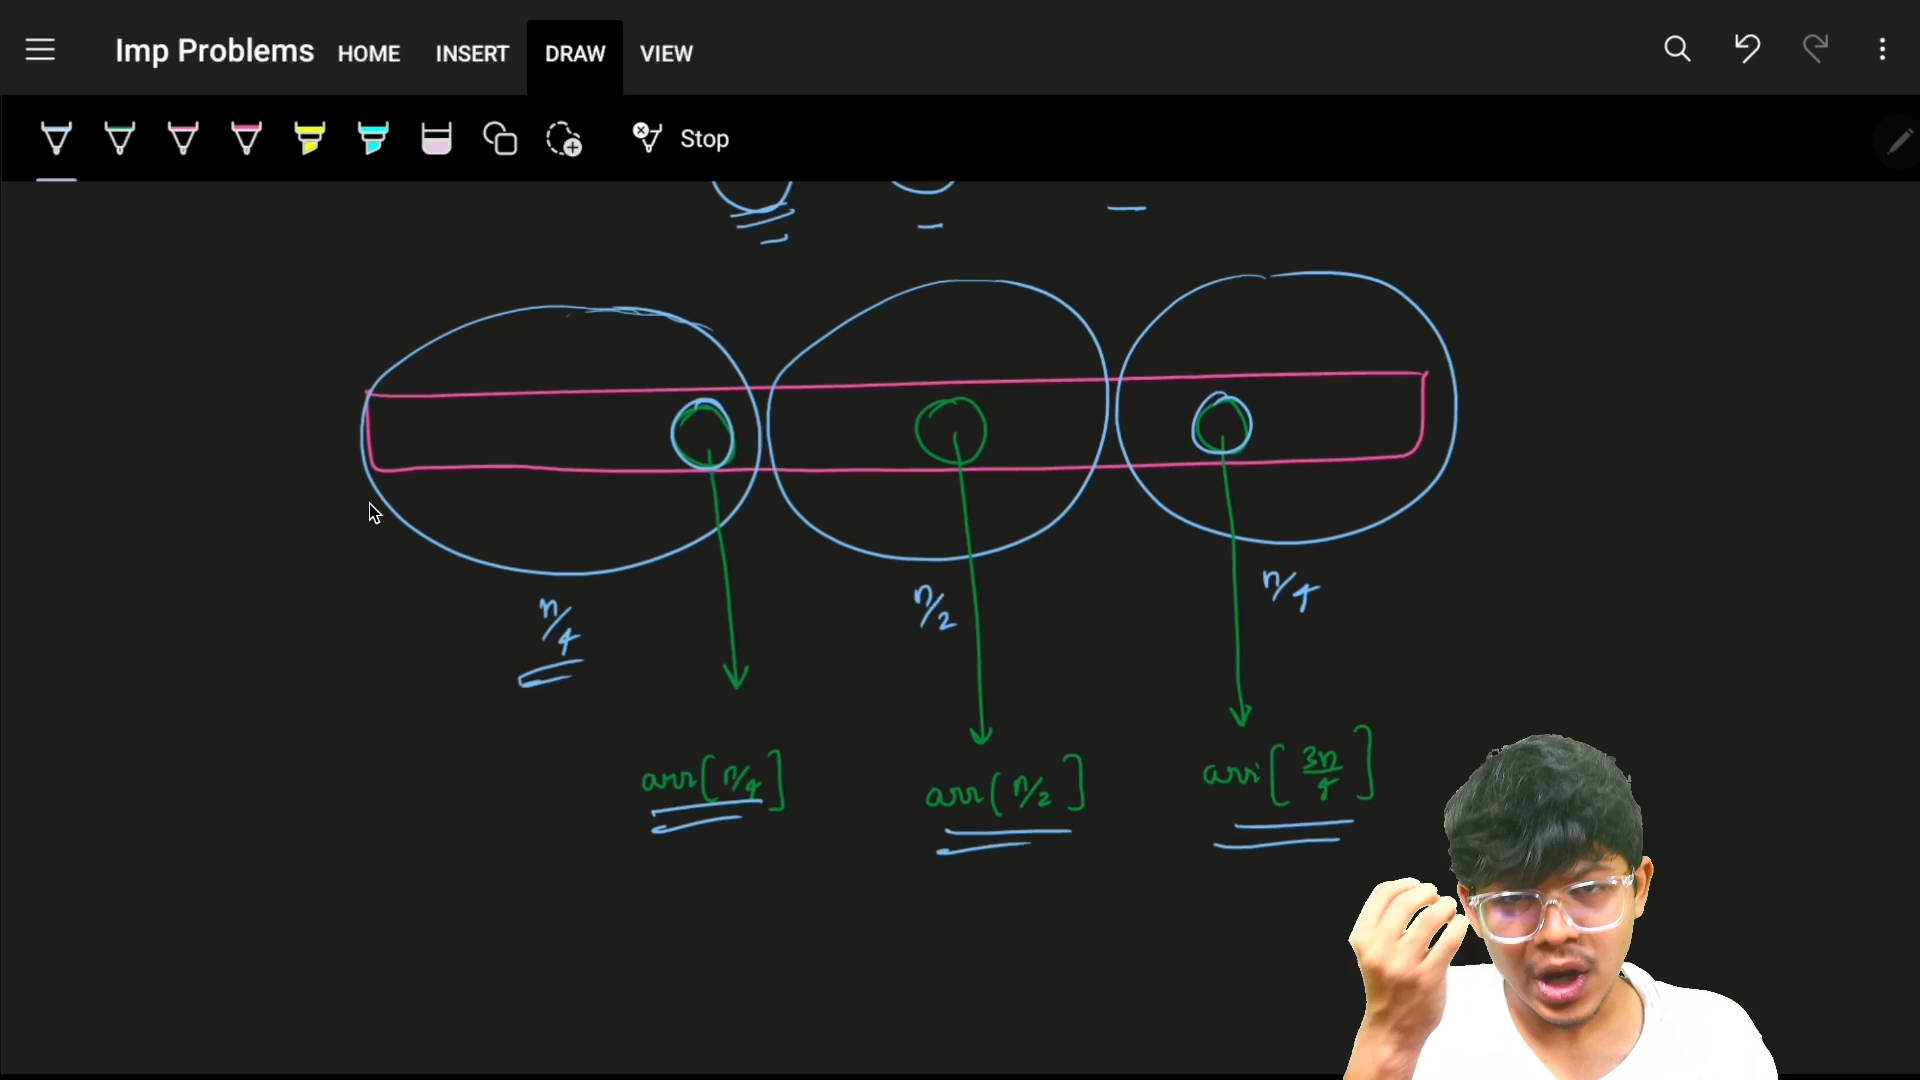 Imp Problems HOME INSERT DRAW VIEW
Stop
n/4 n/2 n/4
arr[n/4] arr[n/2] arr[3n/4]